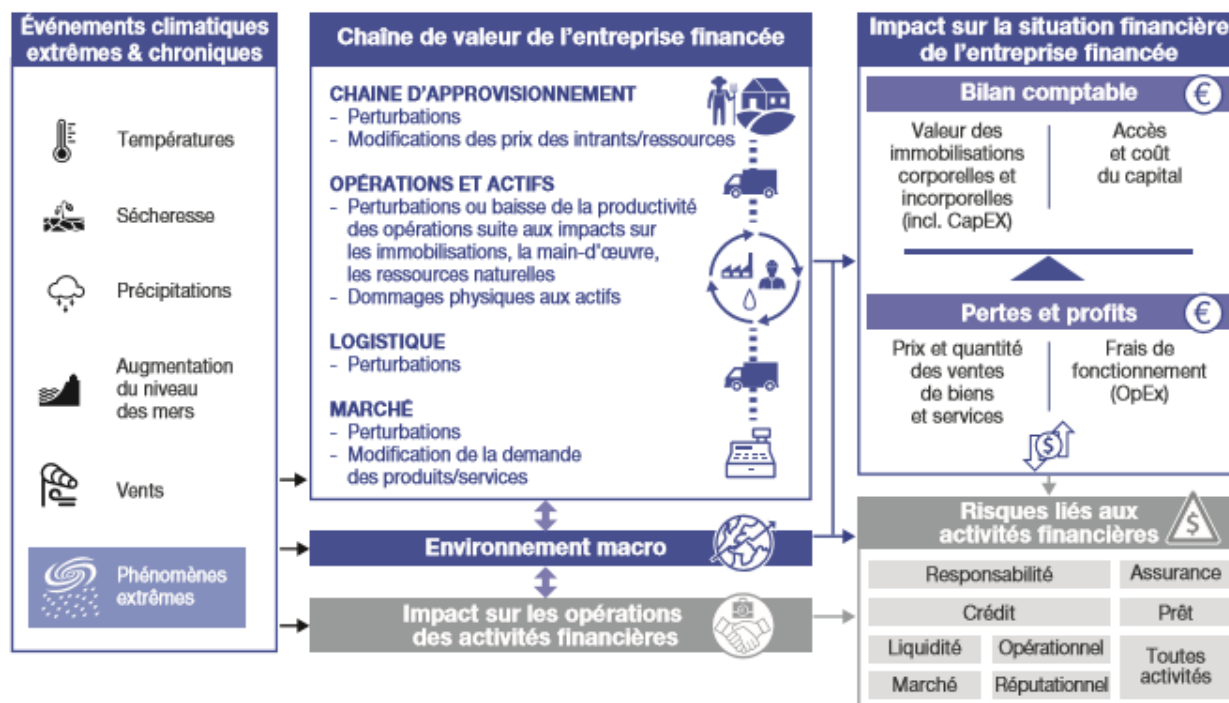 Événements climatiques
extrêmes & chroniques
Températures
Sécheresse
Précipitations
Augmentation
du niveau
des mers
Vents
Phénomènes
extrêmes
Chaîne de valeur de l'entreprise financée
CHAINE D'APPROVISIONNEMENT
- Perturbations
- Modifications des prix des intrants/ressources
OPÉRATIONS ET ACTIFS
- Perturbations ou baisse de la productivité
des opérations suite aux impacts sur
les immobilisations, la main-d'œuvre,
les ressources naturelles
- Dommages physiques aux actifs
LOGISTIQUE
- Perturbations
MARCHÉ
- Perturbations
- Modification de la demande
des produits/services
Environnement macro
Impact sur les opérations
des activités financières
Impact sur la situation financière
de l'entreprise financée
Bilan comptable €
Valeur des
immobilisations
corporelles et
incorporelles
(incl. CapEX)
Accès
et coût
du capital
Pertes et profits €
Prix et quantité
des ventes
de biens
et services
Frais de
fonctionnement
(OpEx)
$
Risques liés aux
activités financières $
Responsabilité
Assurance
Crédit
Prêt
Liquidité
Opérationnel
Toutes
activités
Marché
Réputationnel